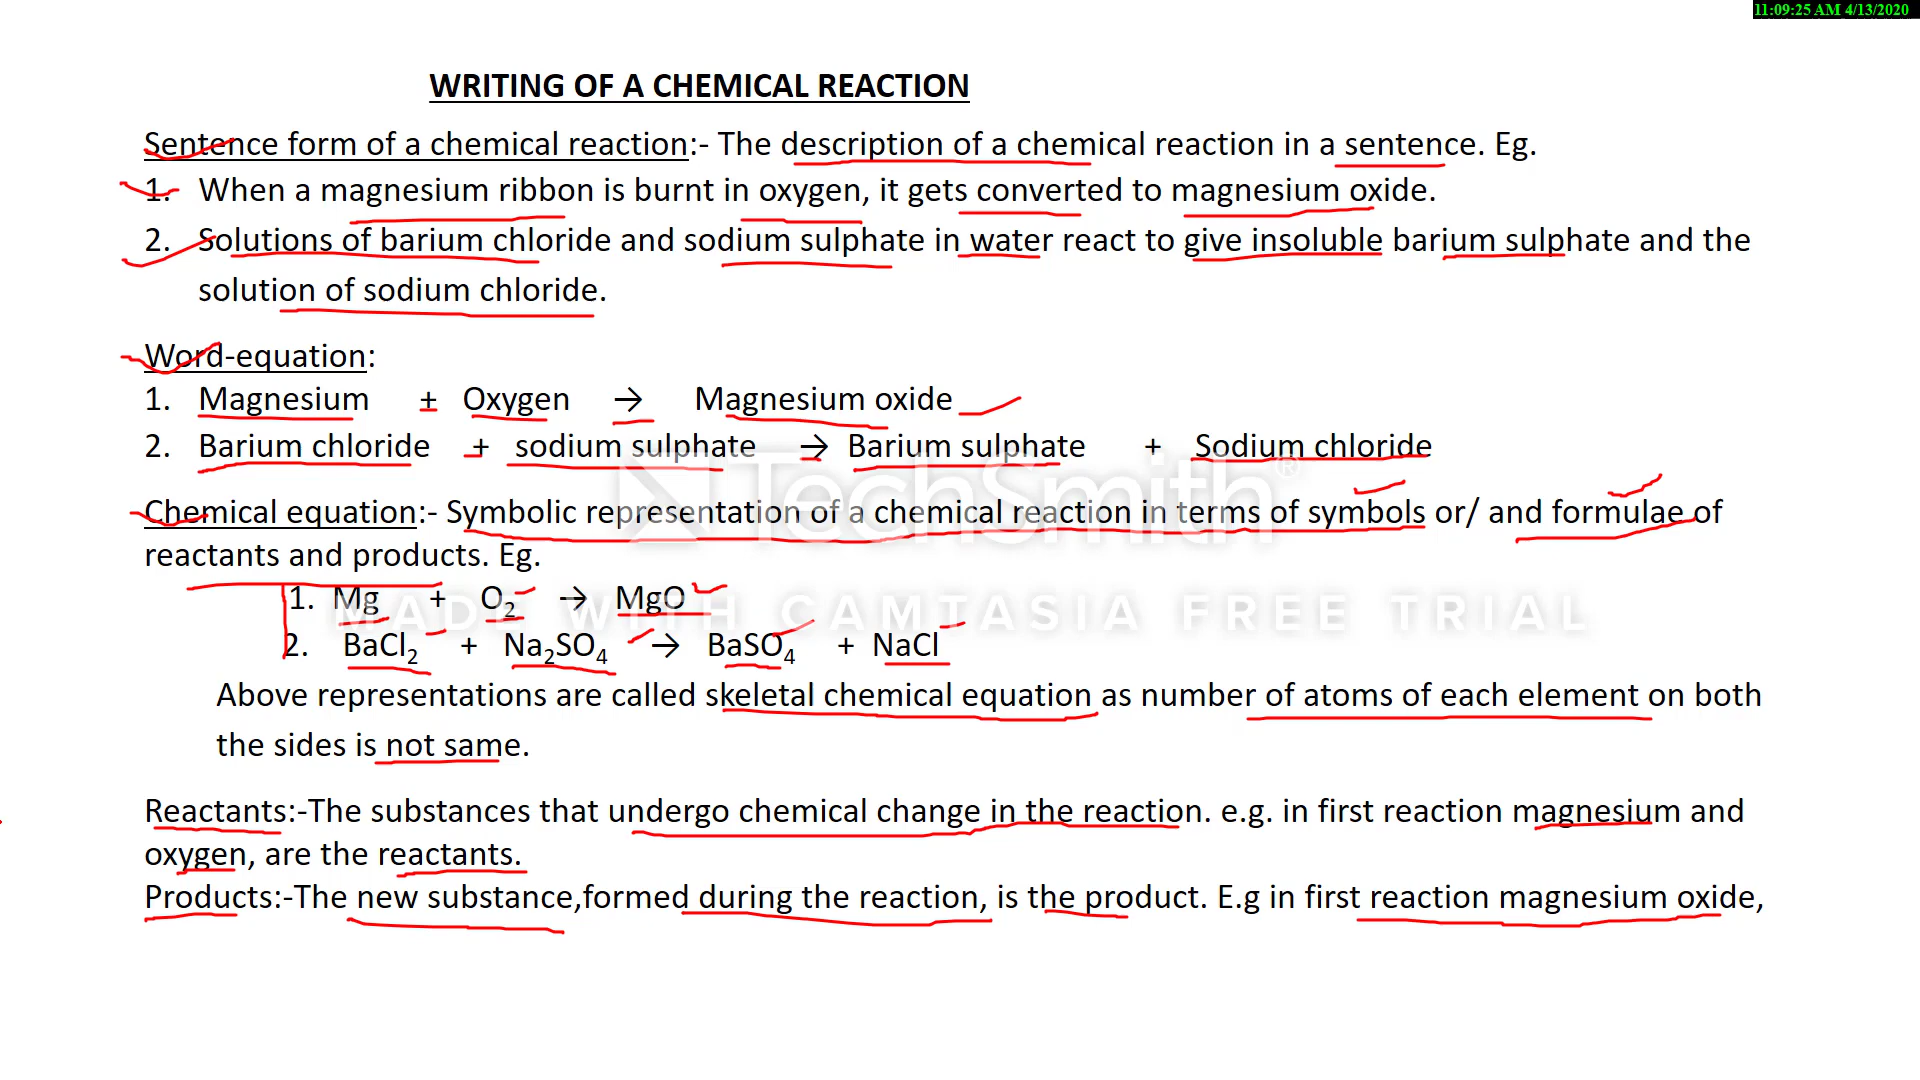 11:09:25 AM 4/13/2020
WRITING OF A CHEMICAL REACTION
Sentence form of a chemical reaction:- The description of a chemical reaction in a sentence. Eg.
1. When a magnesium ribbon is burnt in oxygen, it gets converted to magnesium oxide.
2. Solutions of barium chloride and sodium sulphate in water react to give insoluble barium sulphate and the
solution of sodium chloride.
Word-equation:
1. Magnesium + Oxygen → Magnesium oxide
2. Barium chloride + sodium sulphate → Barium sulphate + Sodium chloride
TechSmith®
Chemical equation:- Symbolic representation of a chemical reaction in terms of symbols or/ and formulae of
reactants and products. Eg.
1. Mg + O₂ → MgO
MADE WITH CAMTASIA FREE TRIAL
2. BaCl₂ + Na₂SO₄ → BaSO₄ + NaCl
Above representations are called skeletal chemical equation as number of atoms of each element on both
the sides is not same.
Reactants:-The substances that undergo chemical change in the reaction. e.g. in first reaction magnesium and
oxygen, are the reactants.
Products:-The new substance,formed during the reaction, is the product. E.g in first reaction magnesium oxide,